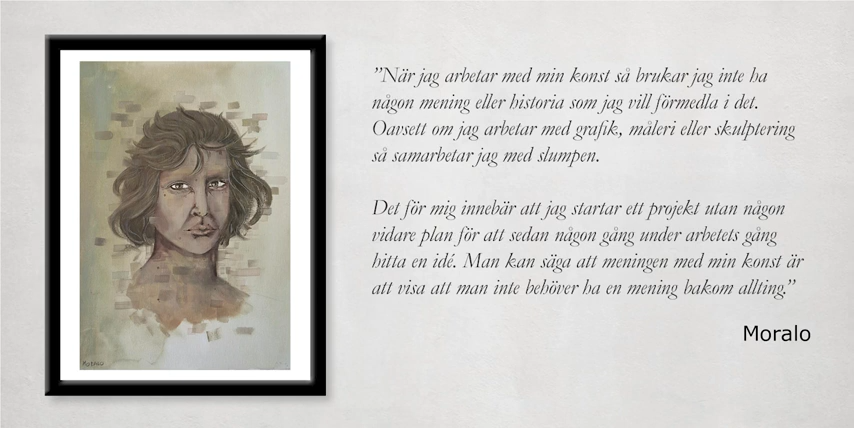 ”När jag arbetar med min konst så brukar jag inte ha
någon mening eller historia som jag vill förmedla i det.
Oavsett om jag arbetar med grafik, måleri eller skulptering
så samarbetar jag med slumpen.
Det för mig innebär att jag startar ett projekt utan någon
vidare plan för att sedan någon gång under arbetets gång
hitta en idé. Man kan säga att meningen med min konst är
att visa att man inte behöver ha en mening bakom allting.”
Moralo